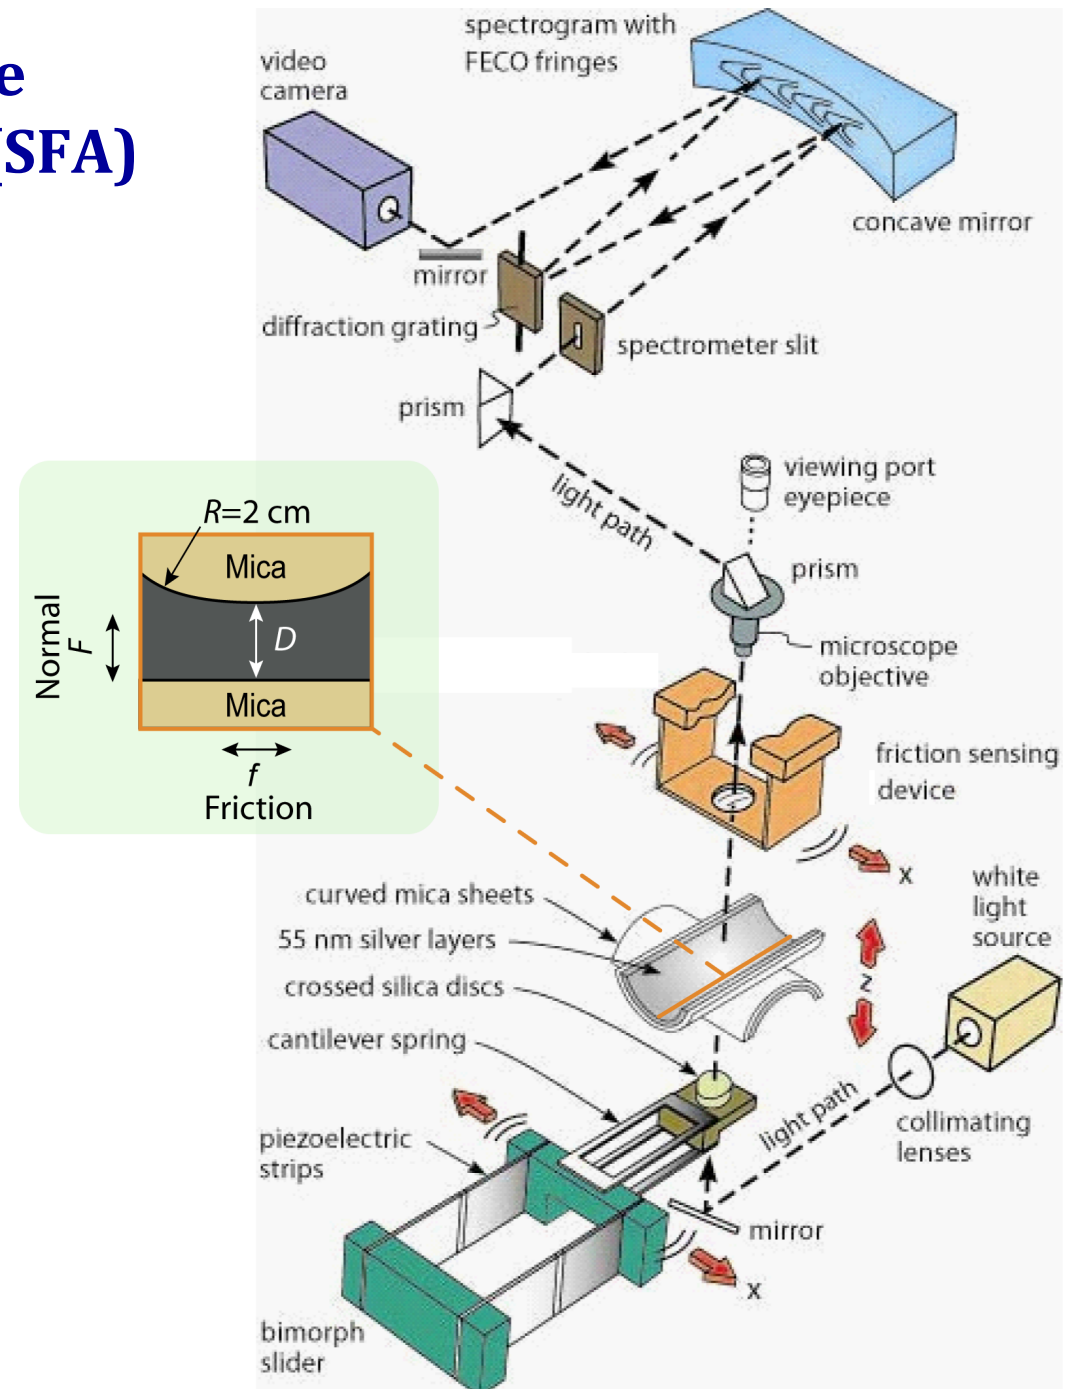 e
(SFA)
spectrogram with
FECO fringes
video
camera
concave mirror
mirror
diffraction grating
spectrometer slit
prism
viewing port
eyepiece
light path
prism
microscope
objective
R=2 cm
Mica
D
Normal
F
Mica
f
Friction
friction sensing
device
x
curved mica sheets
55 nm silver layers
crossed silica discs
cantilever spring
white
light
source
z
light path
collimating
lenses
piezoelectric
strips
mirror
x
bimorph
slider